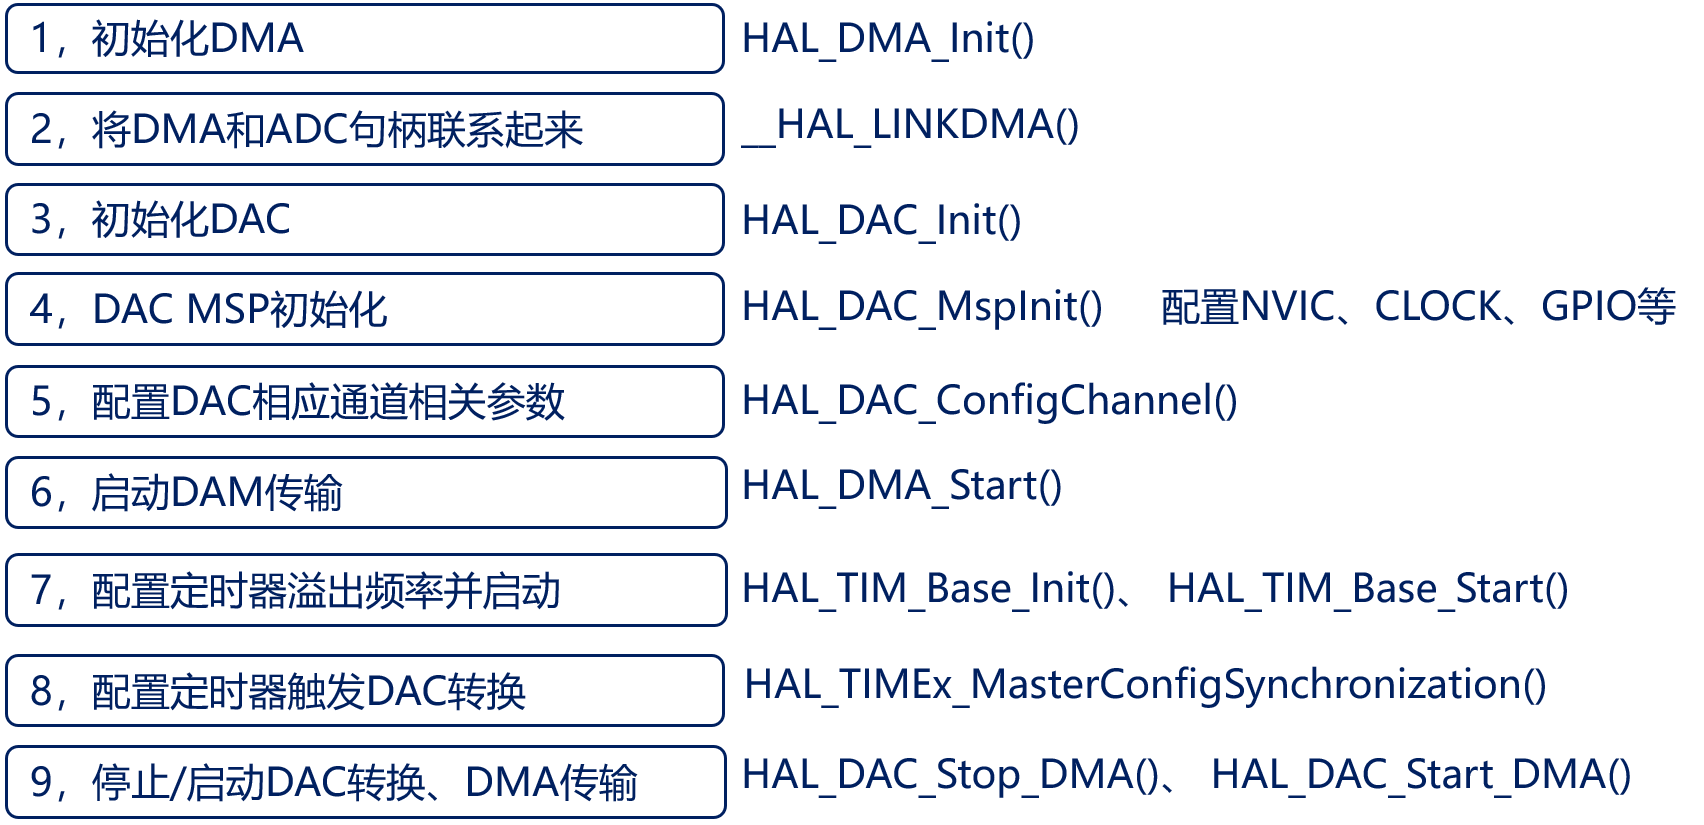 1，初始化DMA HAL_DMA_Init()
2，将DMA和ADC句柄联系起来 __HAL_LINKDMA()
3，初始化DAC HAL_DAC_Init()
4，DAC MSP初始化 HAL_DAC_MspInit() 配置NVIC、CLOCK、GPIO等
5，配置DAC相应通道相关参数 HAL_DAC_ConfigChannel()
6，启动DAM传输 HAL_DMA_Start()
7，配置定时器溢出频率并启动 HAL_TIM_Base_Init()、 HAL_TIM_Base_Start()
8，配置定时器触发DAC转换 HAL_TIMEx_MasterConfigSynchronization()
9，停止/启动DAC转换、DMA传输 HAL_DAC_Stop_DMA()、 HAL_DAC_Start_DMA()